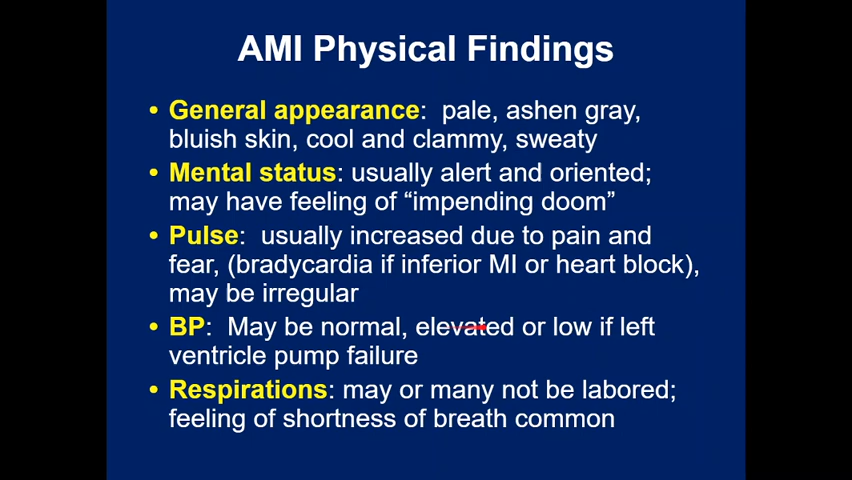 AMI Physical Findings
• General appearance:  pale, ashen gray,
bluish skin, cool and clammy, sweaty
• Mental status: usually alert and oriented;
may have feeling of “impending doom”
• Pulse:  usually increased due to pain and
fear, (bradycardia if inferior MI or heart block),
may be irregular
• BP:  May be normal, elevated or low if left
ventricle pump failure
• Respirations: may or many not be labored;
feeling of shortness of breath common